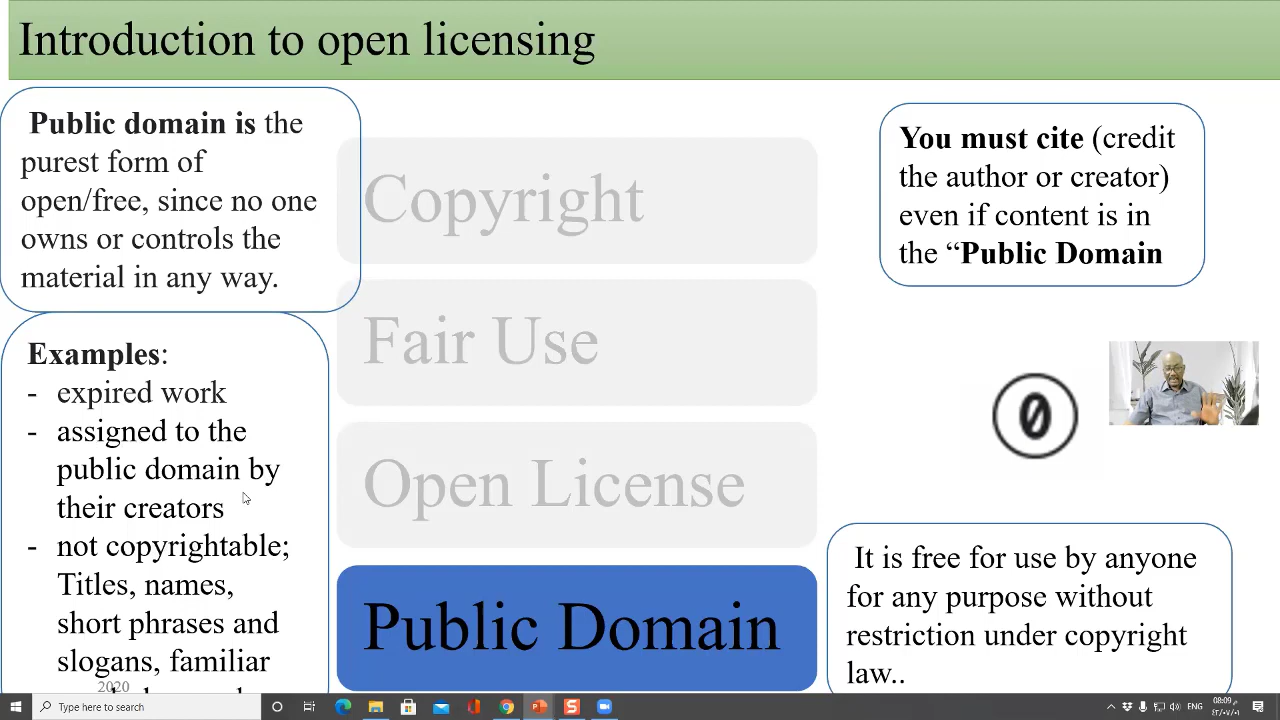 Introduction to open licensing
Public domain is the
purest form of
open/free, since no one
owns or controls the
material in any way.
Examples:
- expired work
- assigned to the
public domain by
their creators
- not copyrightable;
Titles, names,
short phrases and
slogans, familiar
2020
Copyright
Fair Use
Open License
Public Domain
You must cite (credit
the author or creator)
even if content is in
the “Public Domain
0
It is free for use by anyone
for any purpose without
restriction under copyright
law..
Type here to search
ENG
08:09